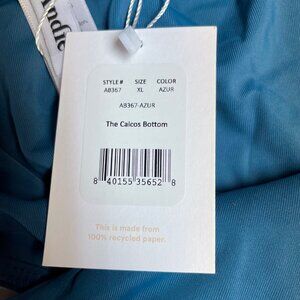 STYLE # SIZE COLOR
AB367 XL AZUR
AB367-AZUR
The Caicos Bottom
8 40155 35652 8
This is made from
100% recycled paper.